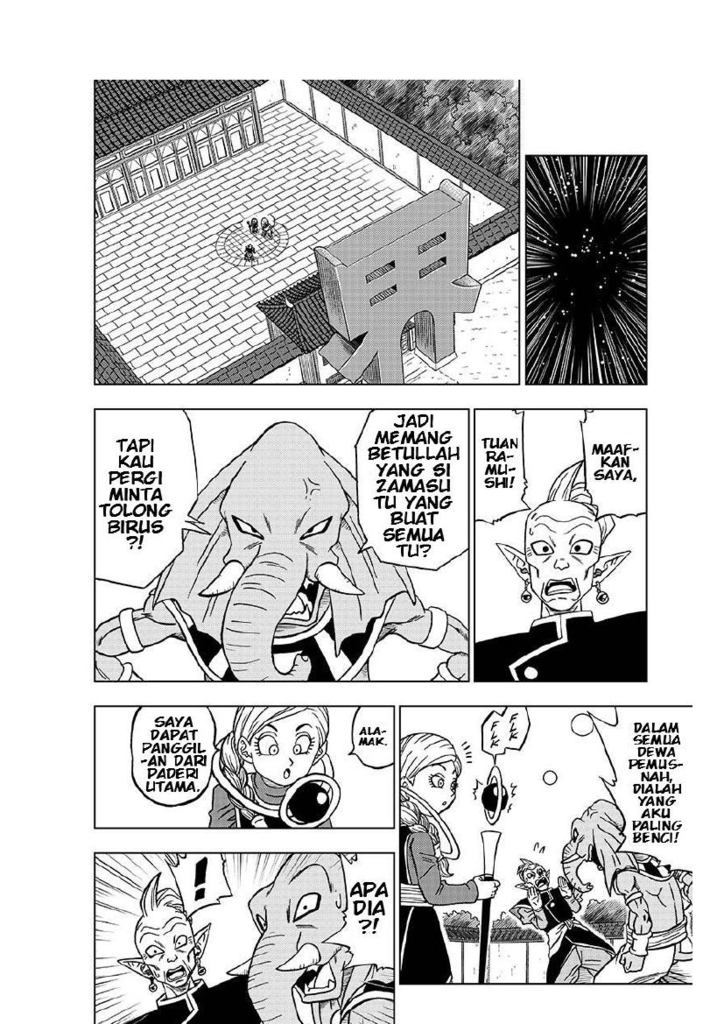 MAAF-
KAN
SAYA,
TUAN
RA-
MU-
SHI!
JADI
MEMANG
BETULLAH
YANG SI
ZAMASU
TU YANG
BUAT
SEMUA
TU?
TAPI
KAU
PERGI
MINTA
TOLONG
BIRUS
?!
DALAM
SEMUA
DEWA
PEMUS-
NAH,
DIALAH
YANG
AKU
PALING
BENCI!
ALA-
MAK.
SAYA
DAPAT
PANGGIL
-AN DARI
PADERI
UTAMA.
APA
DIA
?!
!